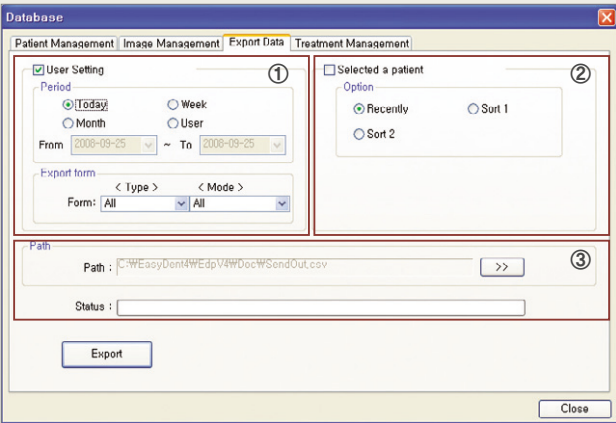 Database
Patient Management Image Management Export Data Treatment Management
User Setting ①
Period
Today Week
Month User
From 2008-09-25 ~ To 2008-09-25
Export form
< Type > < Mode >
Form: All All
Selected a patient ②
Option
Recently Sort 1
Sort 2
Path ③
Path : C:₩EasyDent4₩EdpV4₩Doc₩SendOut.csv >>
Status :
Export
Close